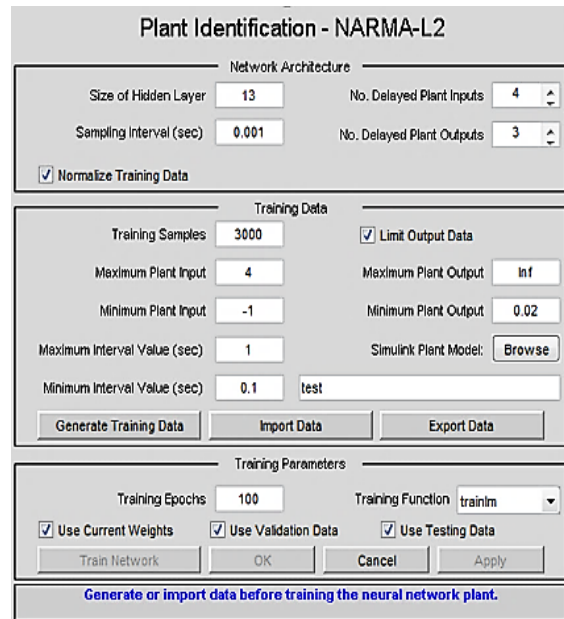 Plant Identification - NARMA-L2
Network Architecture
Size of Hidden Layer 13 No. Delayed Plant Inputs 4
Sampling Interval (sec) 0.001 No. Delayed Plant Outputs 3
Normalize Training Data
Training Data
Training Samples 3000 Limit Output Data
Maximum Plant Input 4 Maximum Plant Output Inf
Minimum Plant Input -1 Minimum Plant Output 0.02
Maximum Interval Value (sec) 1 Simulink Plant Model: Browse
Minimum Interval Value (sec) 0.1 test
Generate Training Data Import Data Export Data
Training Parameters
Training Epochs 100 Training Function trainlm
Use Current Weights Use Validation Data Use Testing Data
Train Network OK Cancel Apply
Generate or import data before training the neural network plant.